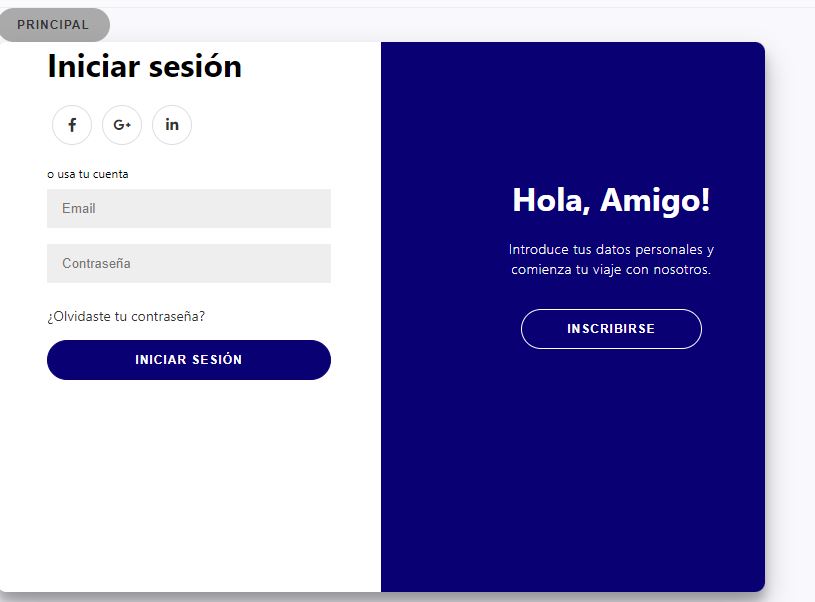 PRINCIPAL
Iniciar sesión
f G+ in
o usa tu cuenta
Email
Contraseña
¿Olvidaste tu contraseña?
INICIAR SESIÓN
Hola, Amigo!
Introduce tus datos personales y
comienza tu viaje con nosotros.
INSCRIBIRSE